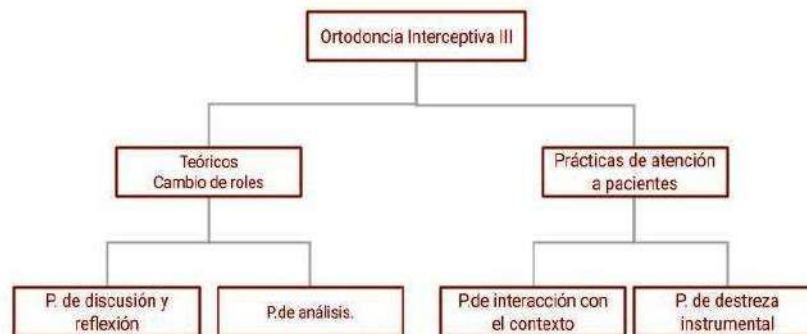 Ortodoncia Interceptiva III
Teóricos
Cambio de roles
Prácticas de atención
a pacientes
P. de discusión y
reflexión
P.de análisis.
P.de interacción con
el contexto
P. de destreza
instrumental